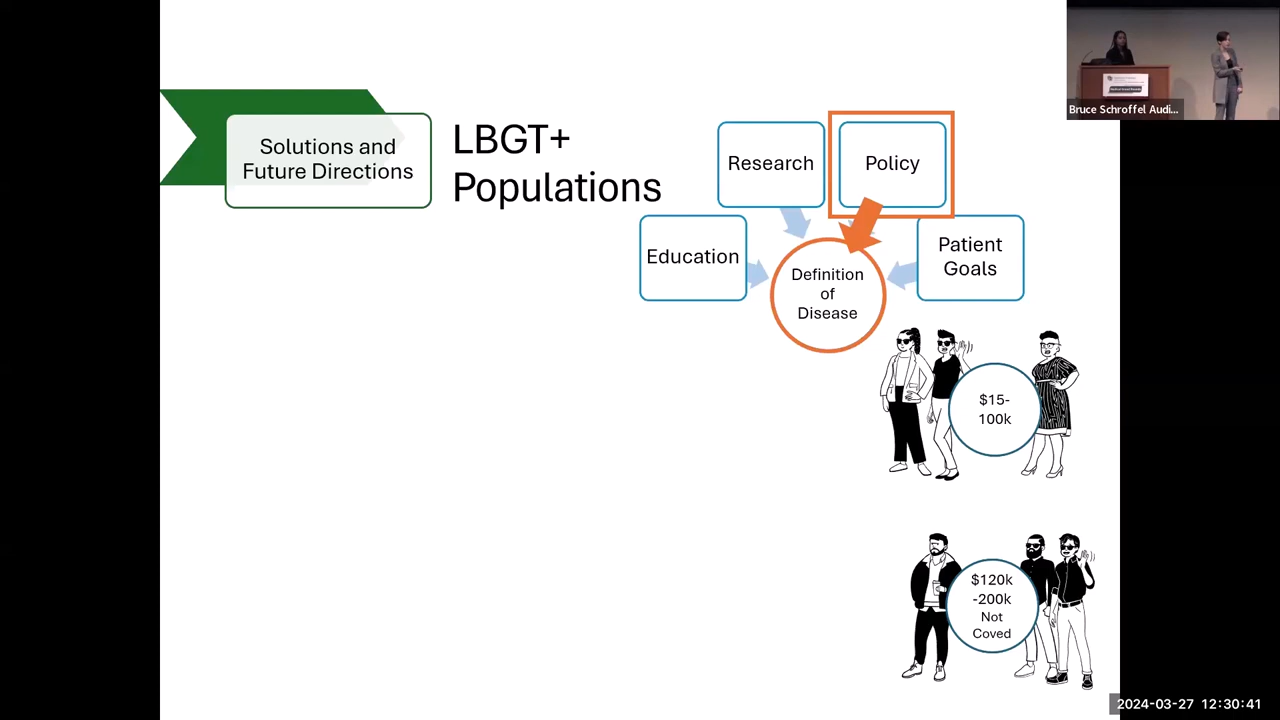 Solutions and
Future Directions
LBGT+
Populations
Research
Policy
Education
Patient
Goals
Definition
of
Disease
$15-
100k
$120k
-200k
Not
Coved
Bruce Schroffel Audi...
2024-03-27 12:30:41